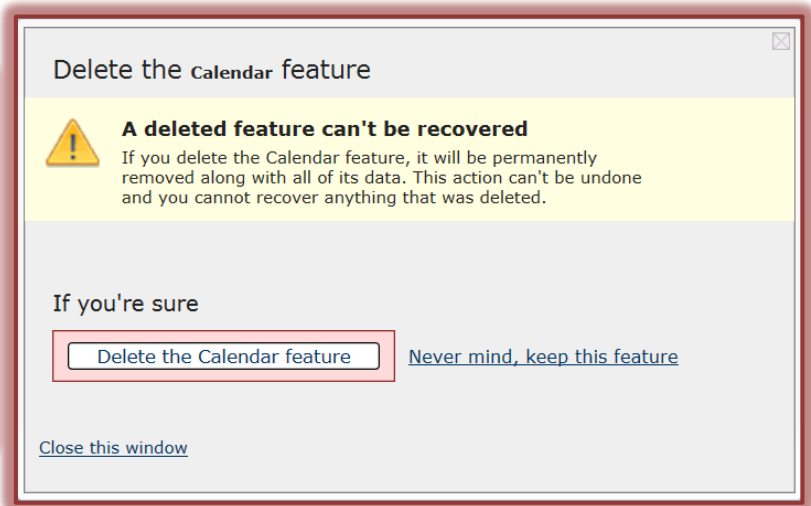 Delete the Calendar feature
A deleted feature can't be recovered
If you delete the Calendar feature, it will be permanently
removed along with all of its data. This action can't be undone
and you cannot recover anything that was deleted.
If you're sure
Delete the Calendar feature Never mind, keep this feature
Close this window